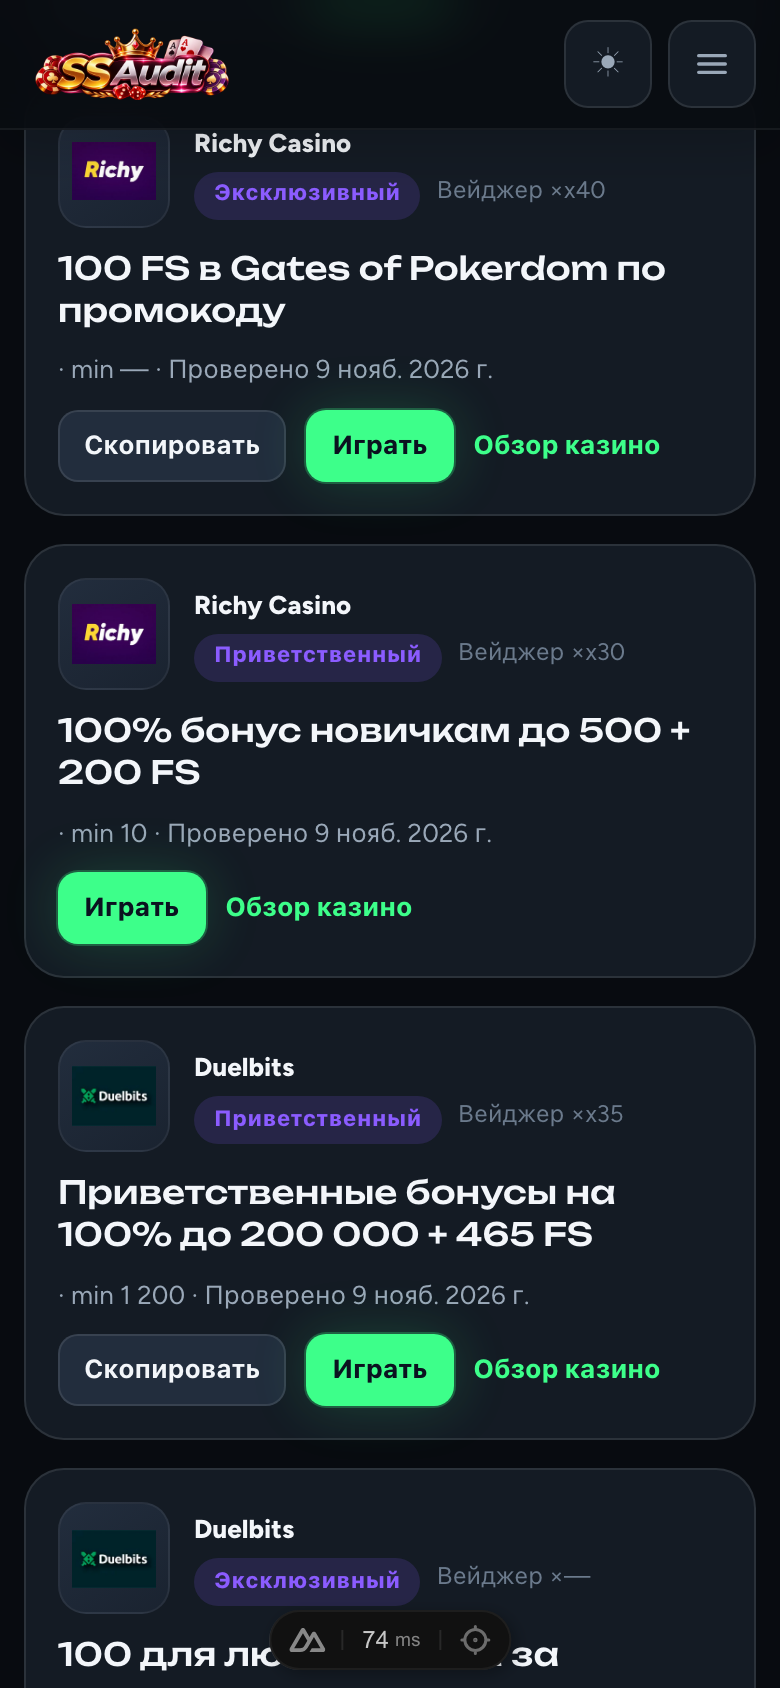 SSAudit
Richy
Richy Casino
Эксклюзивный
Вейджер ×x40
100 FS в Gates of Pokerdom по
промокоду
· min — · Проверено 9 нояб. 2026 г.
Скопировать
Играть
Обзор казино
Richy
Richy Casino
Приветственный
Вейджер ×x30
100% бонус новичкам до 500 +
200 FS
· min 10 · Проверено 9 нояб. 2026 г.
Играть
Обзор казино
Duelbits
Duelbits
Приветственный
Вейджер ×x35
Приветственные бонусы на
100% до 200 000 + 465 FS
· min 1 200 · Проверено 9 нояб. 2026 г.
Скопировать
Играть
Обзор казино
Duelbits
Duelbits
Эксклюзивный
Вейджер ×—
100 для за
74 ms